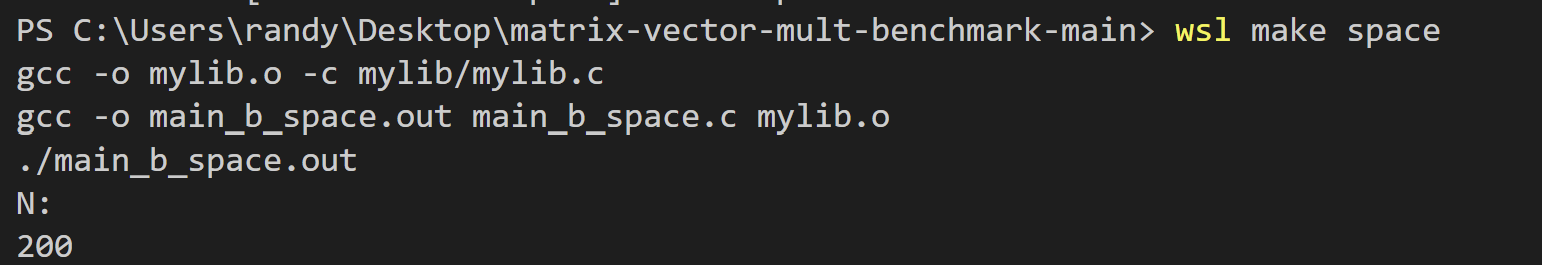 PS C:\Users\randy\Desktop\matrix-vector-mult-benchmark-main> wsl make space
gcc -o mylib.o -c mylib/mylib.c
gcc -o main_b_space.out main_b_space.c mylib.o
./main_b_space.out
N:
200